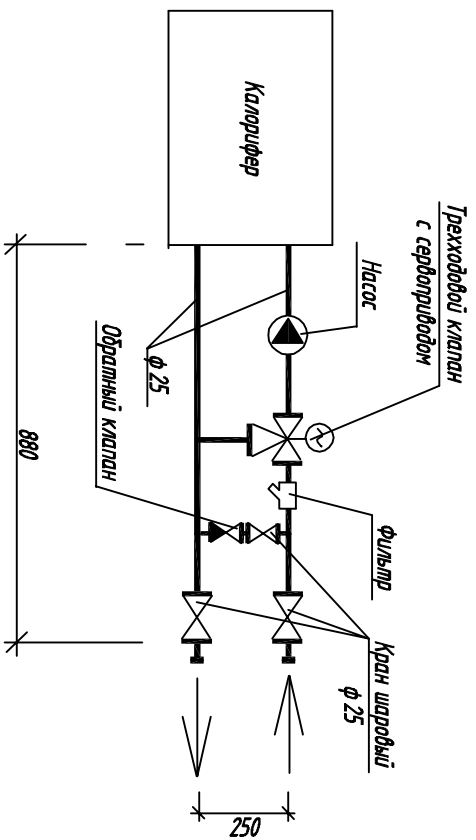 Трехходовой клапан
с сервоприводом
Насос
Калорифер
ф 25
Обратный клапан
Фильтр
Кран шаровый
ф 25
880
250